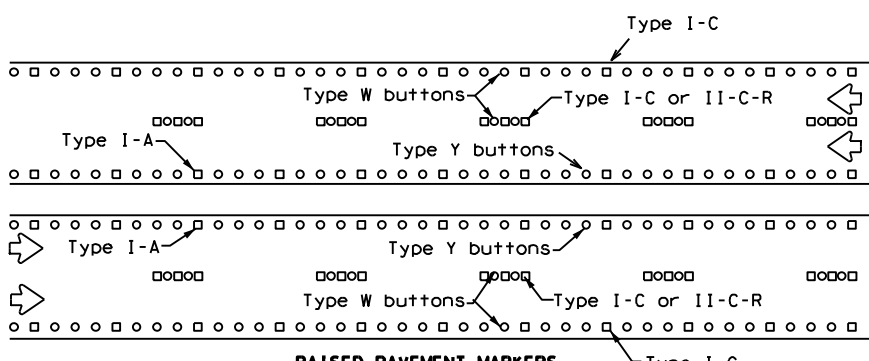 Type I-C
Type W buttons
Type I-C or II-C-R
Type I-A
Type Y buttons
Type I-A
Type Y buttons
Type W buttons
Type I-C or II-C-R
RAISED PAVEMENT MARKERS
Type I-C